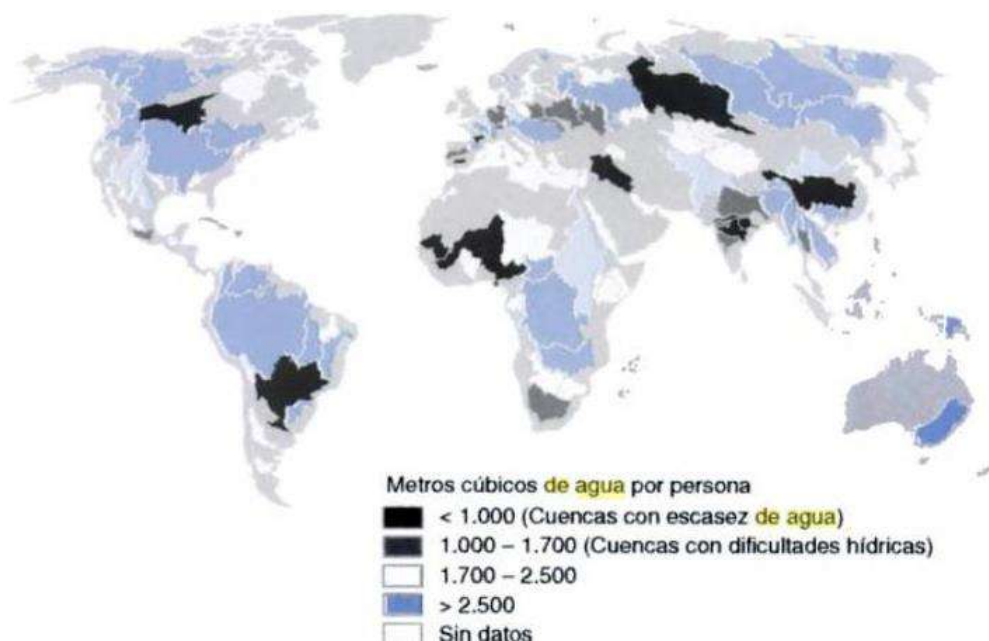 Metros cúbicos de agua por persona
< 1.000 (Cuencas con escasez de agua)
1.000 – 1.700 (Cuencas con dificultades hídricas)
1.700 – 2.500
> 2.500
Sin datos